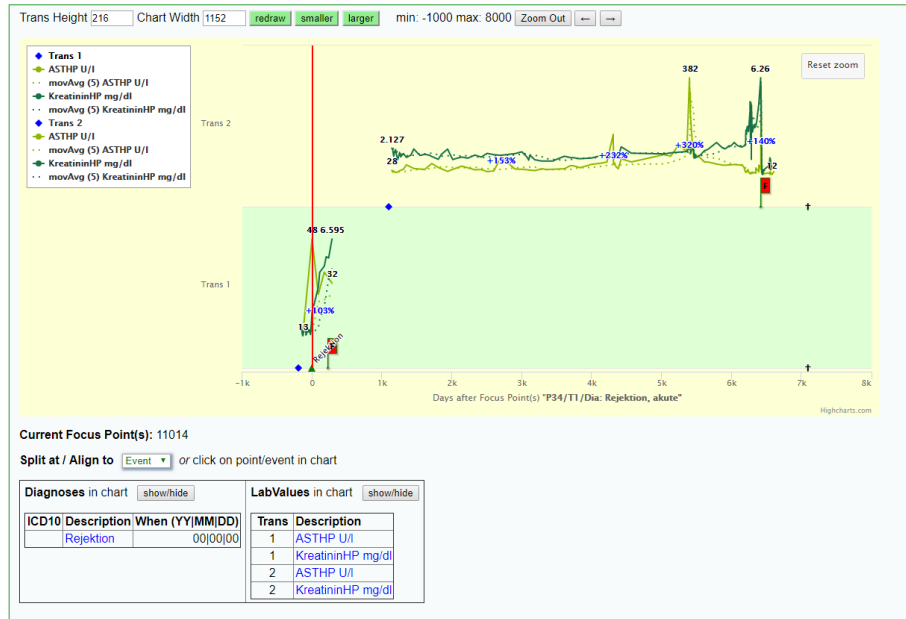 Trans Height 216 Chart Width 1152 redraw smaller larger min: -1000 max: 8000 Zoom Out ← →
Reset zoom
Trans 1
ASTHP U/l
movAvg (5) ASTHP U/l
KreatininHP mg/dl
movAvg (5) KreatininHP mg/dl
Trans 2
ASTHP U/l
movAvg (5) ASTHP U/l
KreatininHP mg/dl
movAvg (5) KreatininHP mg/dl
382 6.26
Trans 2
2.127
28
+153% +232% +320% +140%
12
F
48 6.595
Trans 1
32
+103%
13
Rejektion
-1k 0 1k 2k 3k 4k 5k 6k 7k 8k
Days after Focus Point(s) "P34/T1/Dia: Rejektion, akute"
Highcharts.com
Current Focus Point(s): 11014
Split at / Align to Event or click on point/event in chart
Diagnoses in chart show/hide
ICD10 Description When (YY|MM|DD)
Rejektion 00|00|00
LabValues in chart show/hide
Trans Description
1 ASTHP U/l
1 KreatininHP mg/dl
2 ASTHP U/l
2 KreatininHP mg/dl